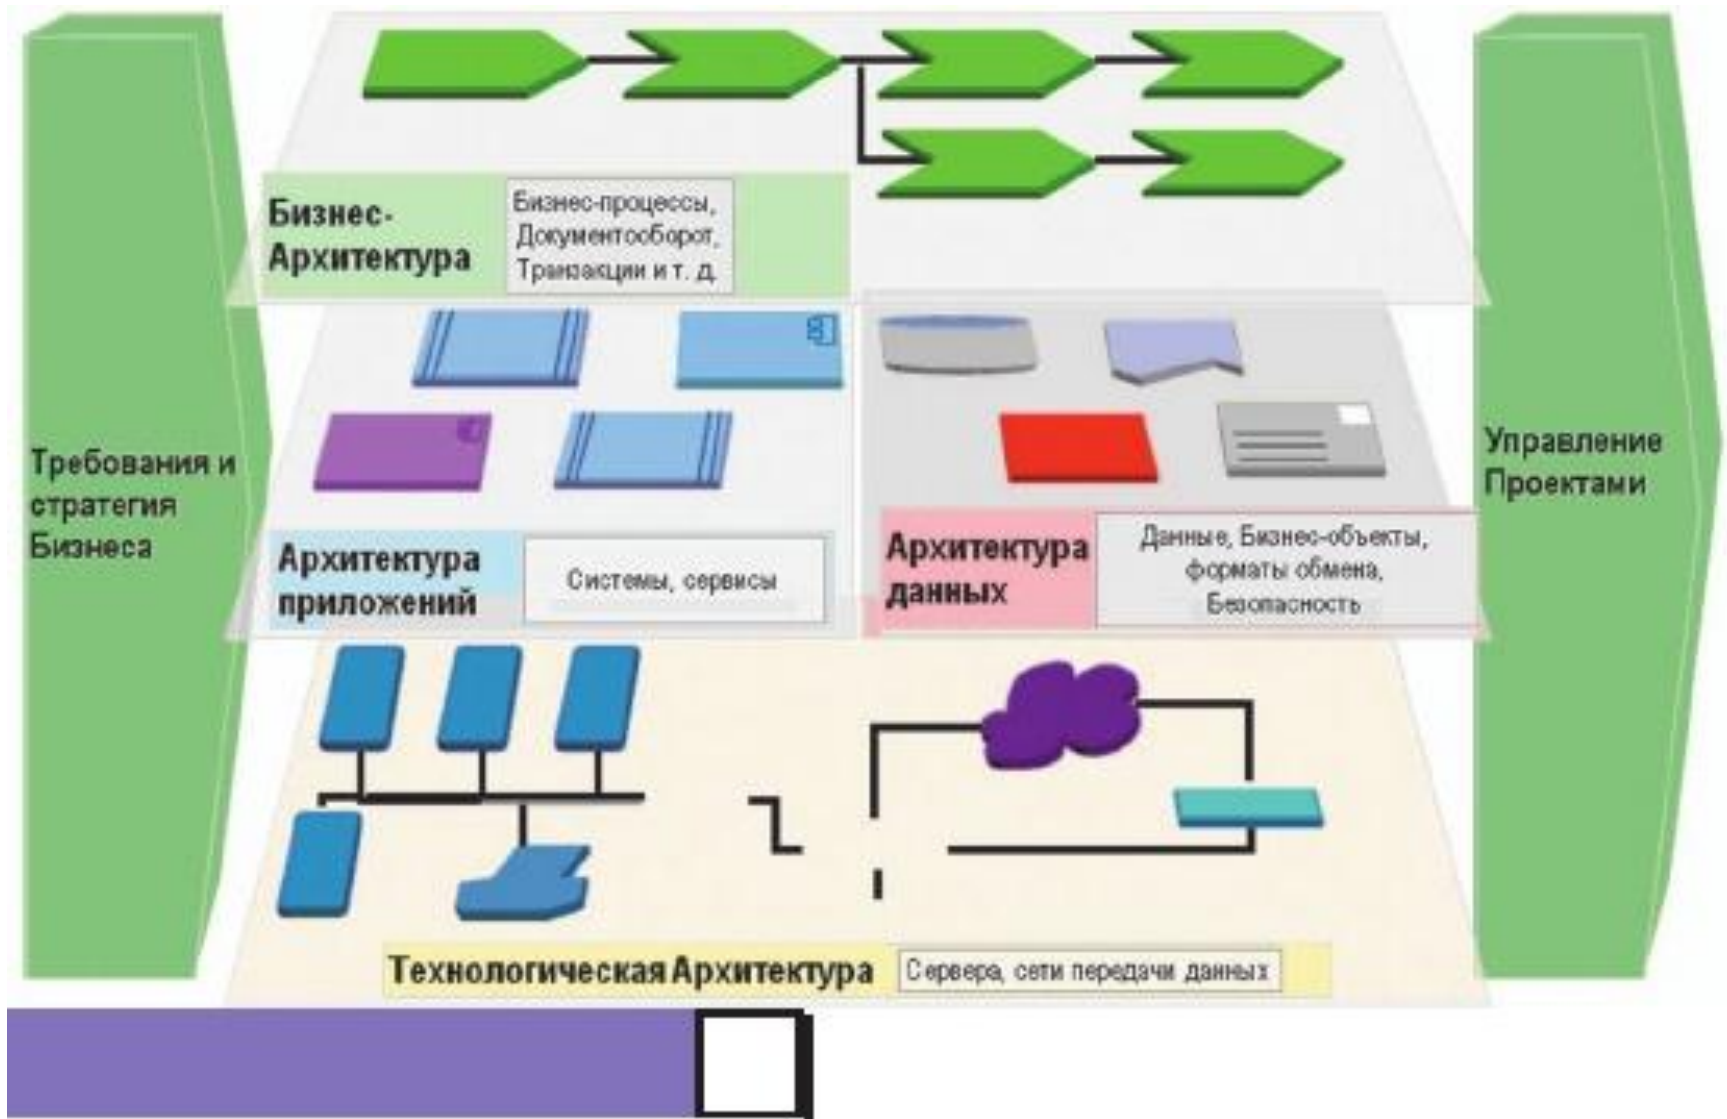 Бизнес-
Архитектура
Бизнес-процессы,
Документооборот,
Транзакции и т. д.
Требования и
стратегия
Бизнеса
Управление
Проектами
Архитектура
приложений
Системы, сервисы
Архитектура
данных
Данные, Бизнес-объекты,
форматы обмена,
Безопасность
Технологическая Архитектура
Сервера, сети передачи данных